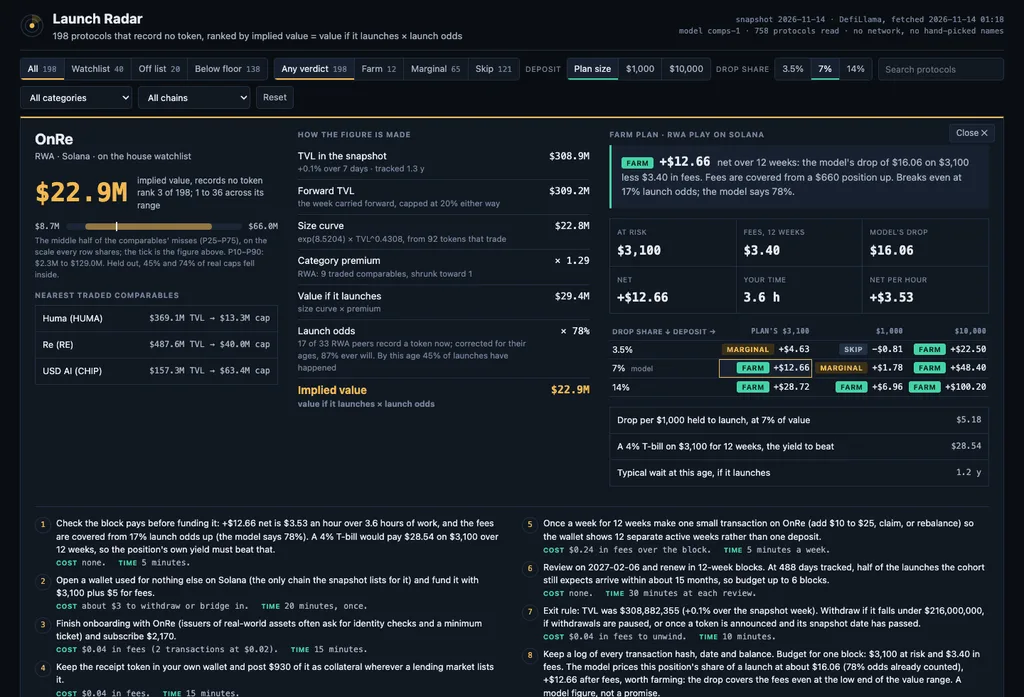 Launch Radar
198 protocols that record no token, ranked by implied value = value if it launches × launch odds
snapshot 2026-11-14 · DefiLlama, fetched 2026-11-14 01:18
model comps-1 · 758 protocols read · no network, no hand-picked names
All 198 Watchlist 40 Off list 20 Below floor 138 Any verdict 198 Farm 12 Marginal 65 Skip 121 DEPOSIT Plan size $1,000 $10,000 DROP SHARE 3.5% 7% 14% Search protocols
All categories All chains Reset
Close ×
OnRe
RWA · Solana · on the house watchlist
$22.9M
implied value, records no token
rank 3 of 198; 1 to 36 across its
range
$8.7M $66.0M
The middle half of the comparables' misses (P25–P75), on the
scale every row shares; the tick is the figure above. P10–P90:
$2.3M to $129.0M. Held out, 45% and 74% of real caps fell
inside.
NEAREST TRADED COMPARABLES
Huma (HUMA) $369.1M TVL → $13.3M cap
Re (RE) $487.6M TVL → $40.0M cap
USD AI (CHIP) $157.3M TVL → $63.4M cap
HOW THE FIGURE IS MADE
TVL in the snapshot $308.9M
+0.1% over 7 days · tracked 1.3 y
Forward TVL $309.2M
the week carried forward, capped at 20% either way
Size curve $22.8M
exp(8.5204) × TVL^0.4308, from 92 tokens that trade
Category premium × 1.29
RWA: 9 traded comparables, shrunk toward 1
Value if it launches $29.4M
size curve × premium
Launch odds × 78%
17 of 33 RWA peers record a token now; corrected for their
ages, 87% ever will. By this age 45% of launches have
happened
Implied value $22.9M
value if it launches × launch odds
FARM PLAN · RWA PLAY ON SOLANA
FARM +$12.66 net over 12 weeks: the model's drop of $16.06 on $3,100
less $3.40 in fees. Fees are covered from a $660 position up. Breaks even at
17% launch odds; the model says 78%.
AT RISK FEES, 12 WEEKS MODEL'S DROP
$3,100 $3.40 $16.06
NET YOUR TIME NET PER HOUR
+$12.66 3.6 h +$3.53
DROP SHARE ↓ DEPOSIT → PLAN'S $3,100 $1,000 $10,000
3.5% MARGINAL +$4.63 SKIP −$0.81 FARM +$22.50
7% model FARM +$12.66 MARGINAL +$1.78 FARM +$48.40
14% FARM +$28.72 FARM +$6.96 FARM +$100.20
Drop per $1,000 held to launch, at 7% of value $5.18
A 4% T-bill on $3,100 for 12 weeks, the yield to beat $28.54
Typical wait at this age, if it launches 1.2 y
1 Check the block pays before funding it: +$12.66 net is $3.53 an hour over 3.6 hours of work, and the fees
are covered from 17% launch odds up (the model says 78%). A 4% T-bill would pay $28.54 on $3,100 over
12 weeks, so the position's own yield must beat that.
COST none. TIME 5 minutes.
2 Open a wallet used for nothing else on Solana (the only chain the snapshot lists for it) and fund it with
$3,100 plus $5 for fees.
COST about $3 to withdraw or bridge in. TIME 20 minutes, once.
3 Finish onboarding with OnRe (issuers of real-world assets often ask for identity checks and a minimum
ticket) and subscribe $2,170.
COST $0.04 in fees (2 transactions at $0.02). TIME 15 minutes.
4 Keep the receipt token in your own wallet and post $930 of it as collateral wherever a lending market lists
it.
COST $0.04 in fees. TIME 15 minutes.
5 Once a week for 12 weeks make one small transaction on OnRe (add $10 to $25, claim, or rebalance) so
the wallet shows 12 separate active weeks rather than one deposit.
COST $0.24 in fees over the block. TIME 5 minutes a week.
6 Review on 2027-02-06 and renew in 12-week blocks. At 488 days tracked, half of the launches the cohort
still expects arrive within about 15 months, so budget up to 6 blocks.
COST none. TIME 30 minutes at each review.
7 Exit rule: TVL was $308,882,355 (+0.1% over the snapshot week). Withdraw if it falls under $216,000,000,
if withdrawals are paused, or once a token is announced and its snapshot date has passed.
COST $0.04 in fees to unwind. TIME 10 minutes.
8 Keep a log of every transaction hash, date and balance. Budget for one block: $3,100 at risk and $3.40 in
fees. The model prices this position's share of a launch at about $16.06 (78% odds already counted),
+$12.66 after fees, worth farming: the drop covers the fees even at the low end of the value range. A
model figure, not a promise.